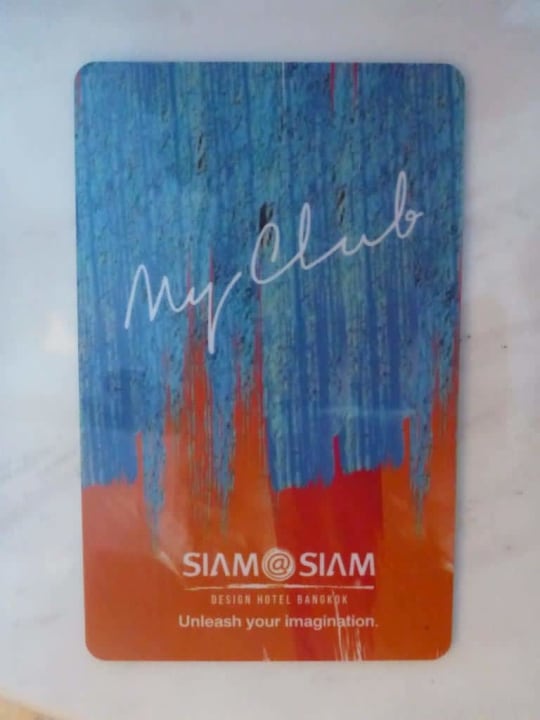 My Club
SIAM@SIAM
DESIGN HOTEL BANGKOK
Unleash your imagination.